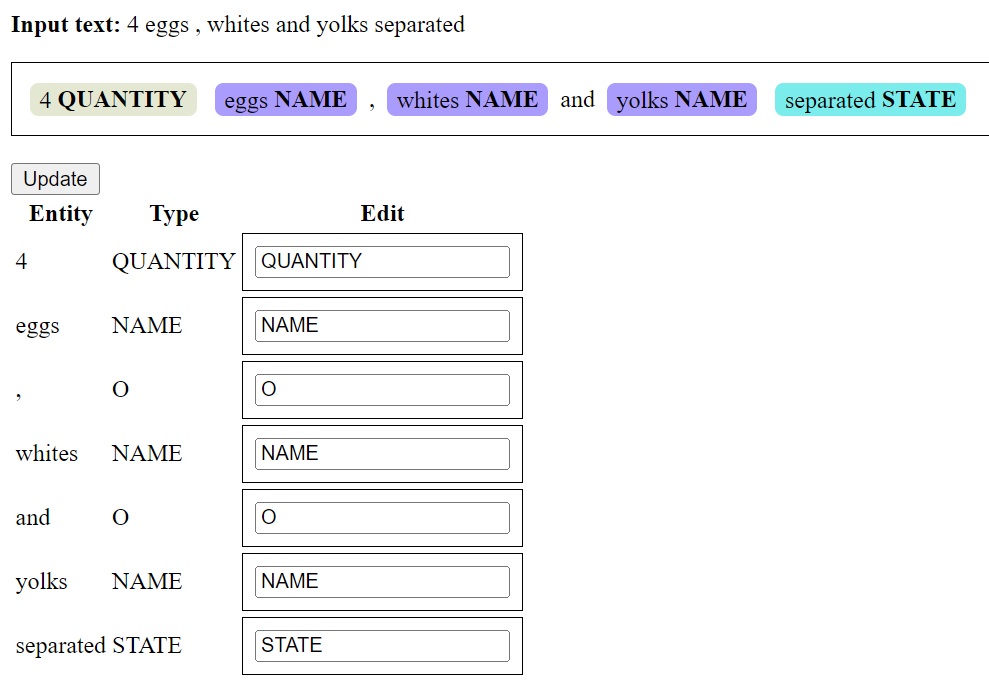 Input text: 4 eggs , whites and yolks separated
4 QUANTITY eggs NAME , whites NAME and yolks NAME separated STATE
Update
Entity Type Edit
4 QUANTITY QUANTITY
eggs NAME NAME
, O O
whites NAME NAME
and O O
yolks NAME NAME
separated STATE STATE